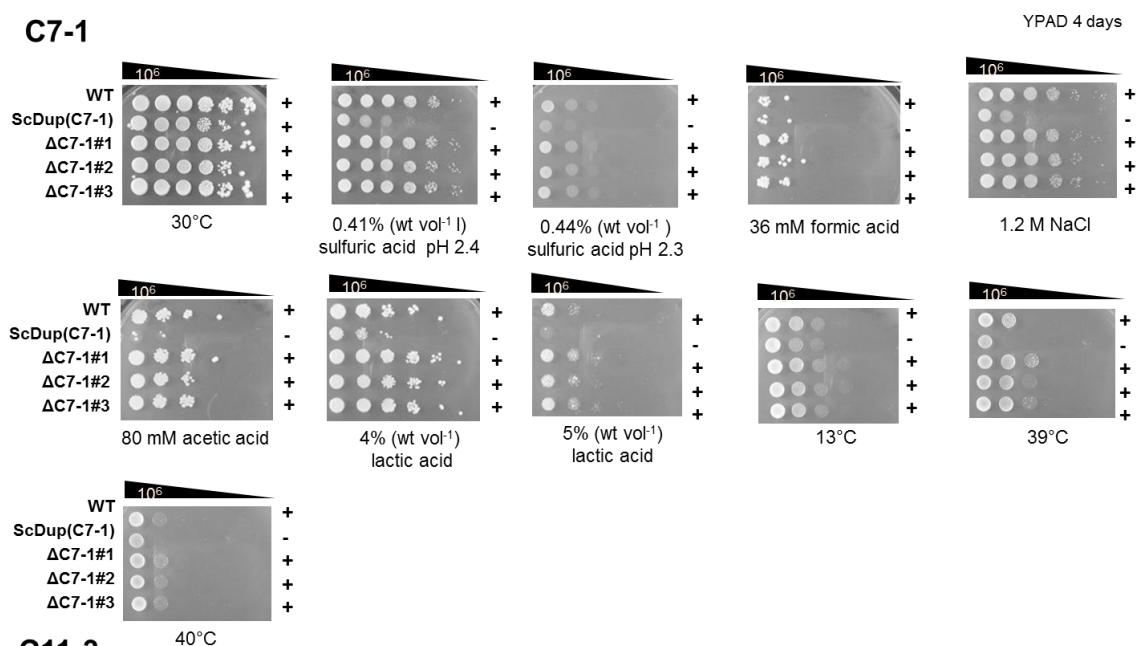 C7-1
YPAD 4 days
10⁶ 10⁶ 10⁶ 10⁶ 10⁶
WT + + + + +
ScDup(C7-1) + - - - -
ΔC7-1#1 + + + + +
ΔC7-1#2 + + + + +
ΔC7-1#3 + + + + +
30°C
0.41% (wt vol⁻¹ l)
sulfuric acid pH 2.4
0.44% (wt vol⁻¹ )
sulfuric acid pH 2.3
36 mM formic acid
1.2 M NaCl
10⁶ 10⁶ 10⁶ 10⁶ 10⁶
WT + + + + +
ScDup(C7-1) - - - - -
ΔC7-1#1 + + + + +
ΔC7-1#2 + + + + +
ΔC7-1#3 + + + + +
80 mM acetic acid
4% (wt vol⁻¹)
lactic acid
5% (wt vol⁻¹)
lactic acid
13°C
39°C
10⁶
WT +
ScDup(C7-1) -
ΔC7-1#1 +
ΔC7-1#2 +
ΔC7-1#3 +
40°C